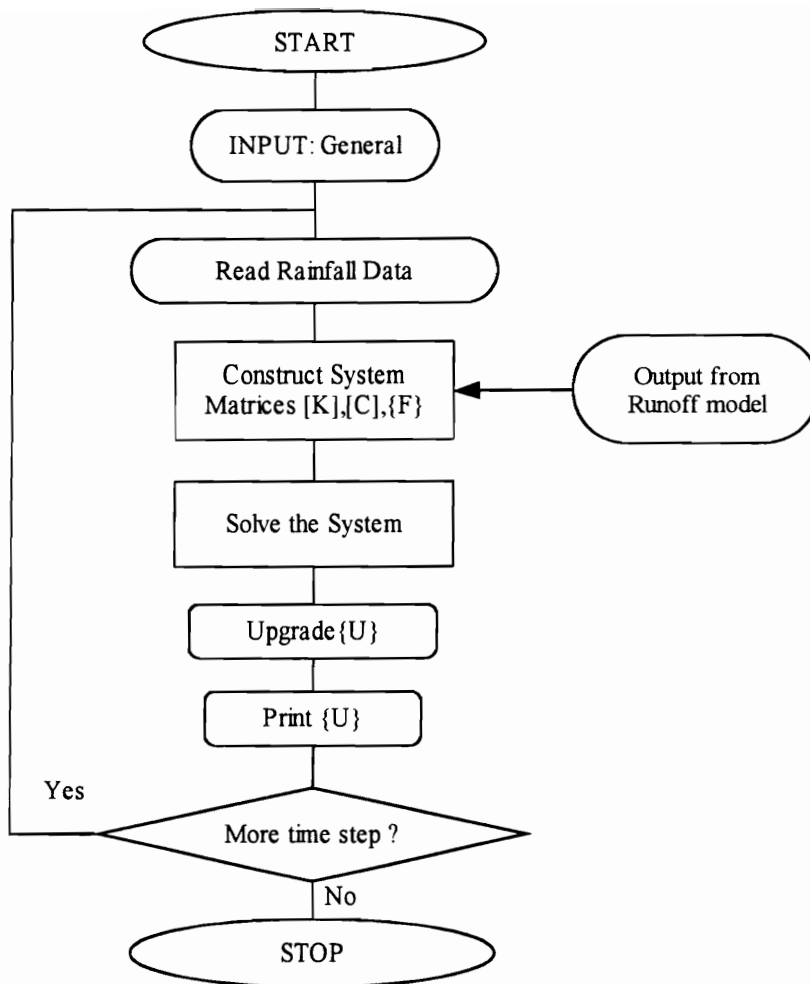 START
INPUT: General
Read Rainfall Data
Construct System
Matrices [K],[C],{F}
Output from
Runoff model
Solve the System
Upgrade{U}
Print {U}
Yes
More time step ?
No
STOP